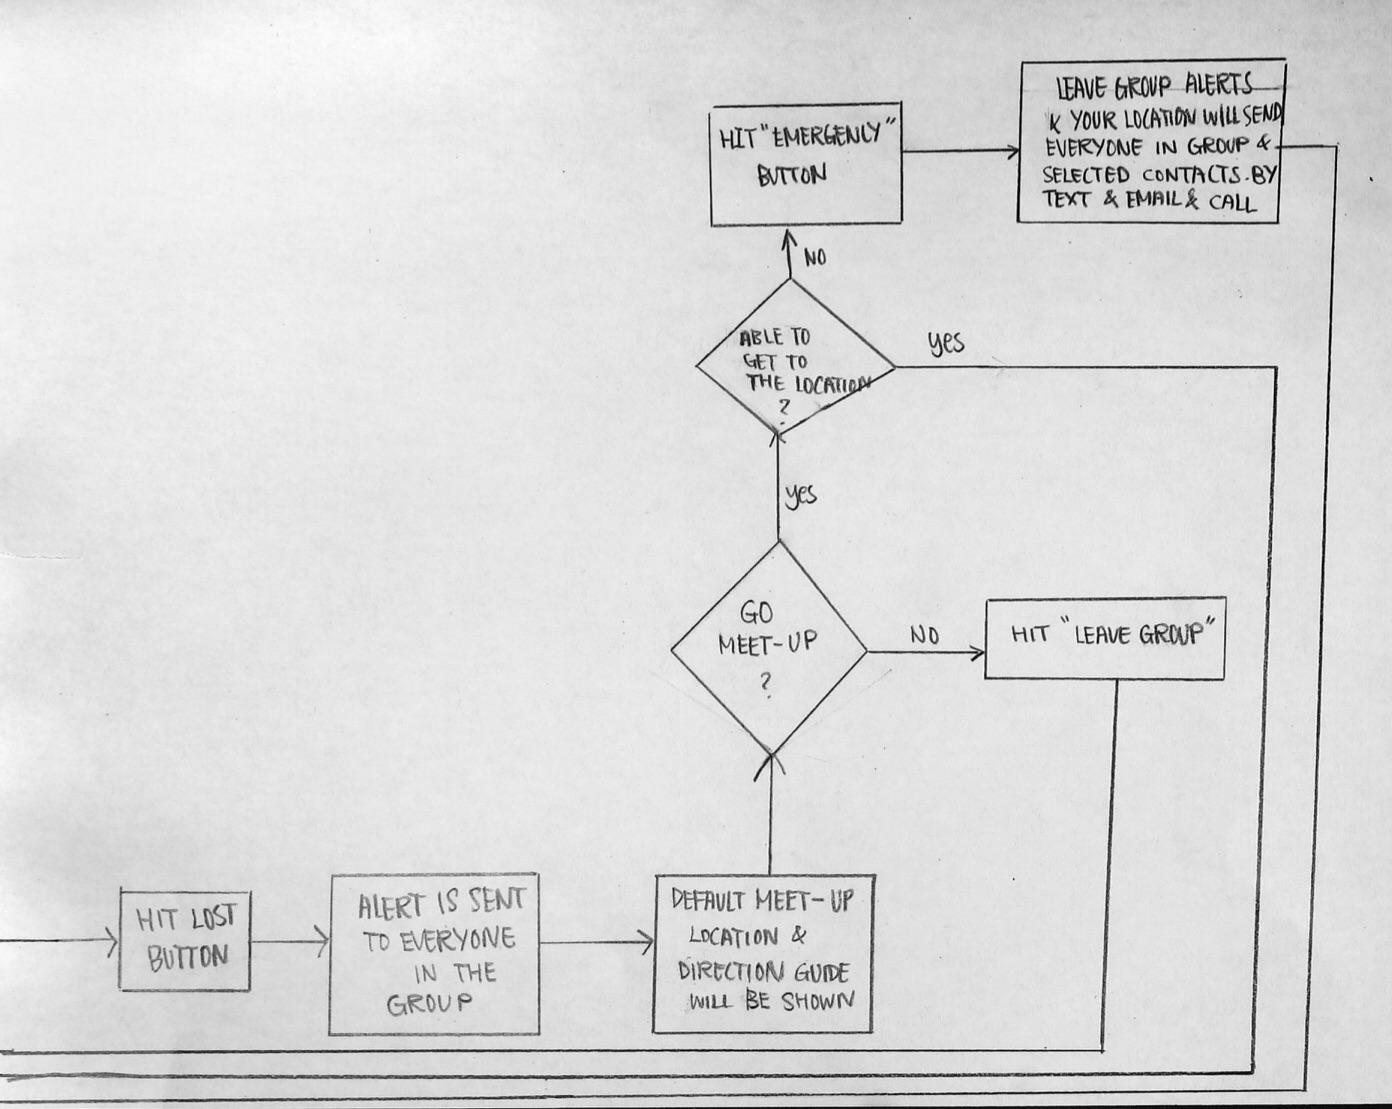 LEAVE GROUP ALERTS
& YOUR LOCATION WILL SEND
EVERYONE IN GROUP &
SELECTED CONTACTS. BY
TEXT & EMAIL & CALL
HIT "EMERGENCY"
BUTTON
NO
ABLE TO
GET TO
THE LOCATION
?
yes
yes
GO
MEET-UP
?
NO
HIT "LEAVE GROUP"
HIT LOST
BUTTON
ALERT IS SENT
TO EVERYONE
IN THE
GROUP
DEFAULT MEET-UP
LOCATION &
DIRECTION GUIDE
WILL BE SHOWN